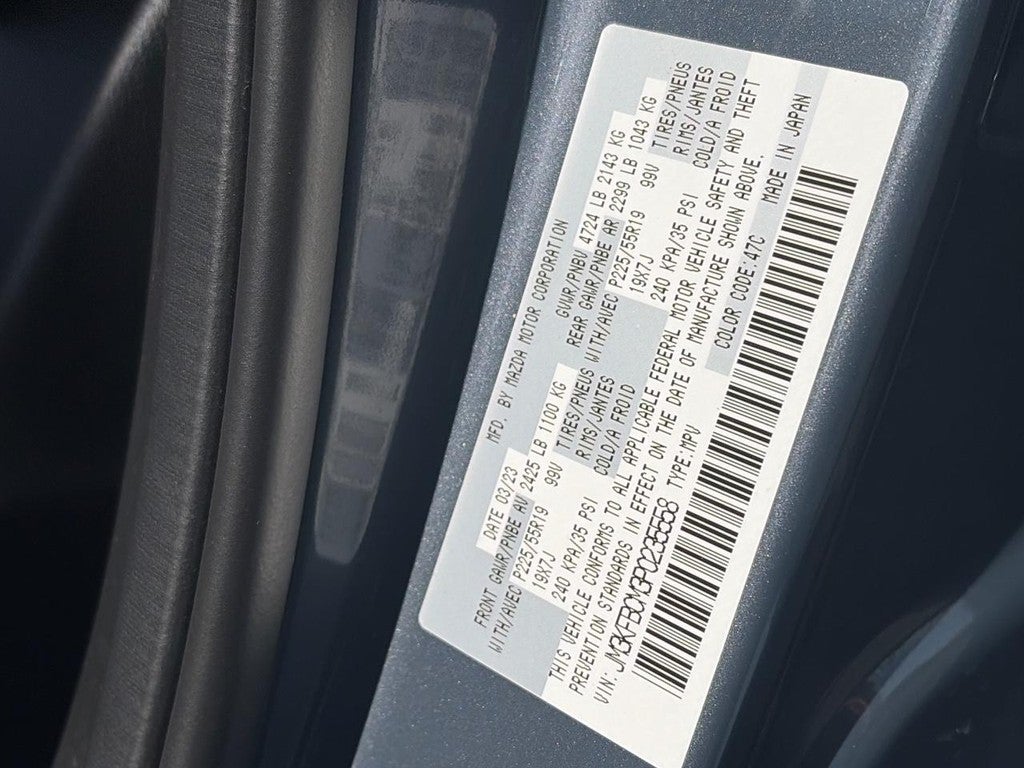 MFD. BY MAZDA MOTOR CORPORATION
DATE 03/23 GVWR/PNBV 4724 LB 2143 KG
FRONT GAWR/PNBE AV 2425 LB 1100 KG REAR GAWR/PNBE AR 2299 LB 1043 KG
WITH/AVEC P225/55R19 99V TIRES/PNEUS WITH/AVEC P225/55R19 99V TIRES/PNEUS
19X7J RIMS/JANTES 19X7J RIMS/JANTES
240 KPA/35 PSI COLD/A FROID 240 KPA/35 PSI COLD/A FROID
THIS VEHICLE CONFORMS TO ALL APPLICABLE FEDERAL MOTOR VEHICLE SAFETY AND THEFT
PREVENTION STANDARDS IN EFFECT ON THE DATE OF MANUFACTURE SHOWN ABOVE.
VIN: JM3KFBCM3P0235558 TYPE:MPV COLOR CODE:47C MADE IN JAPAN